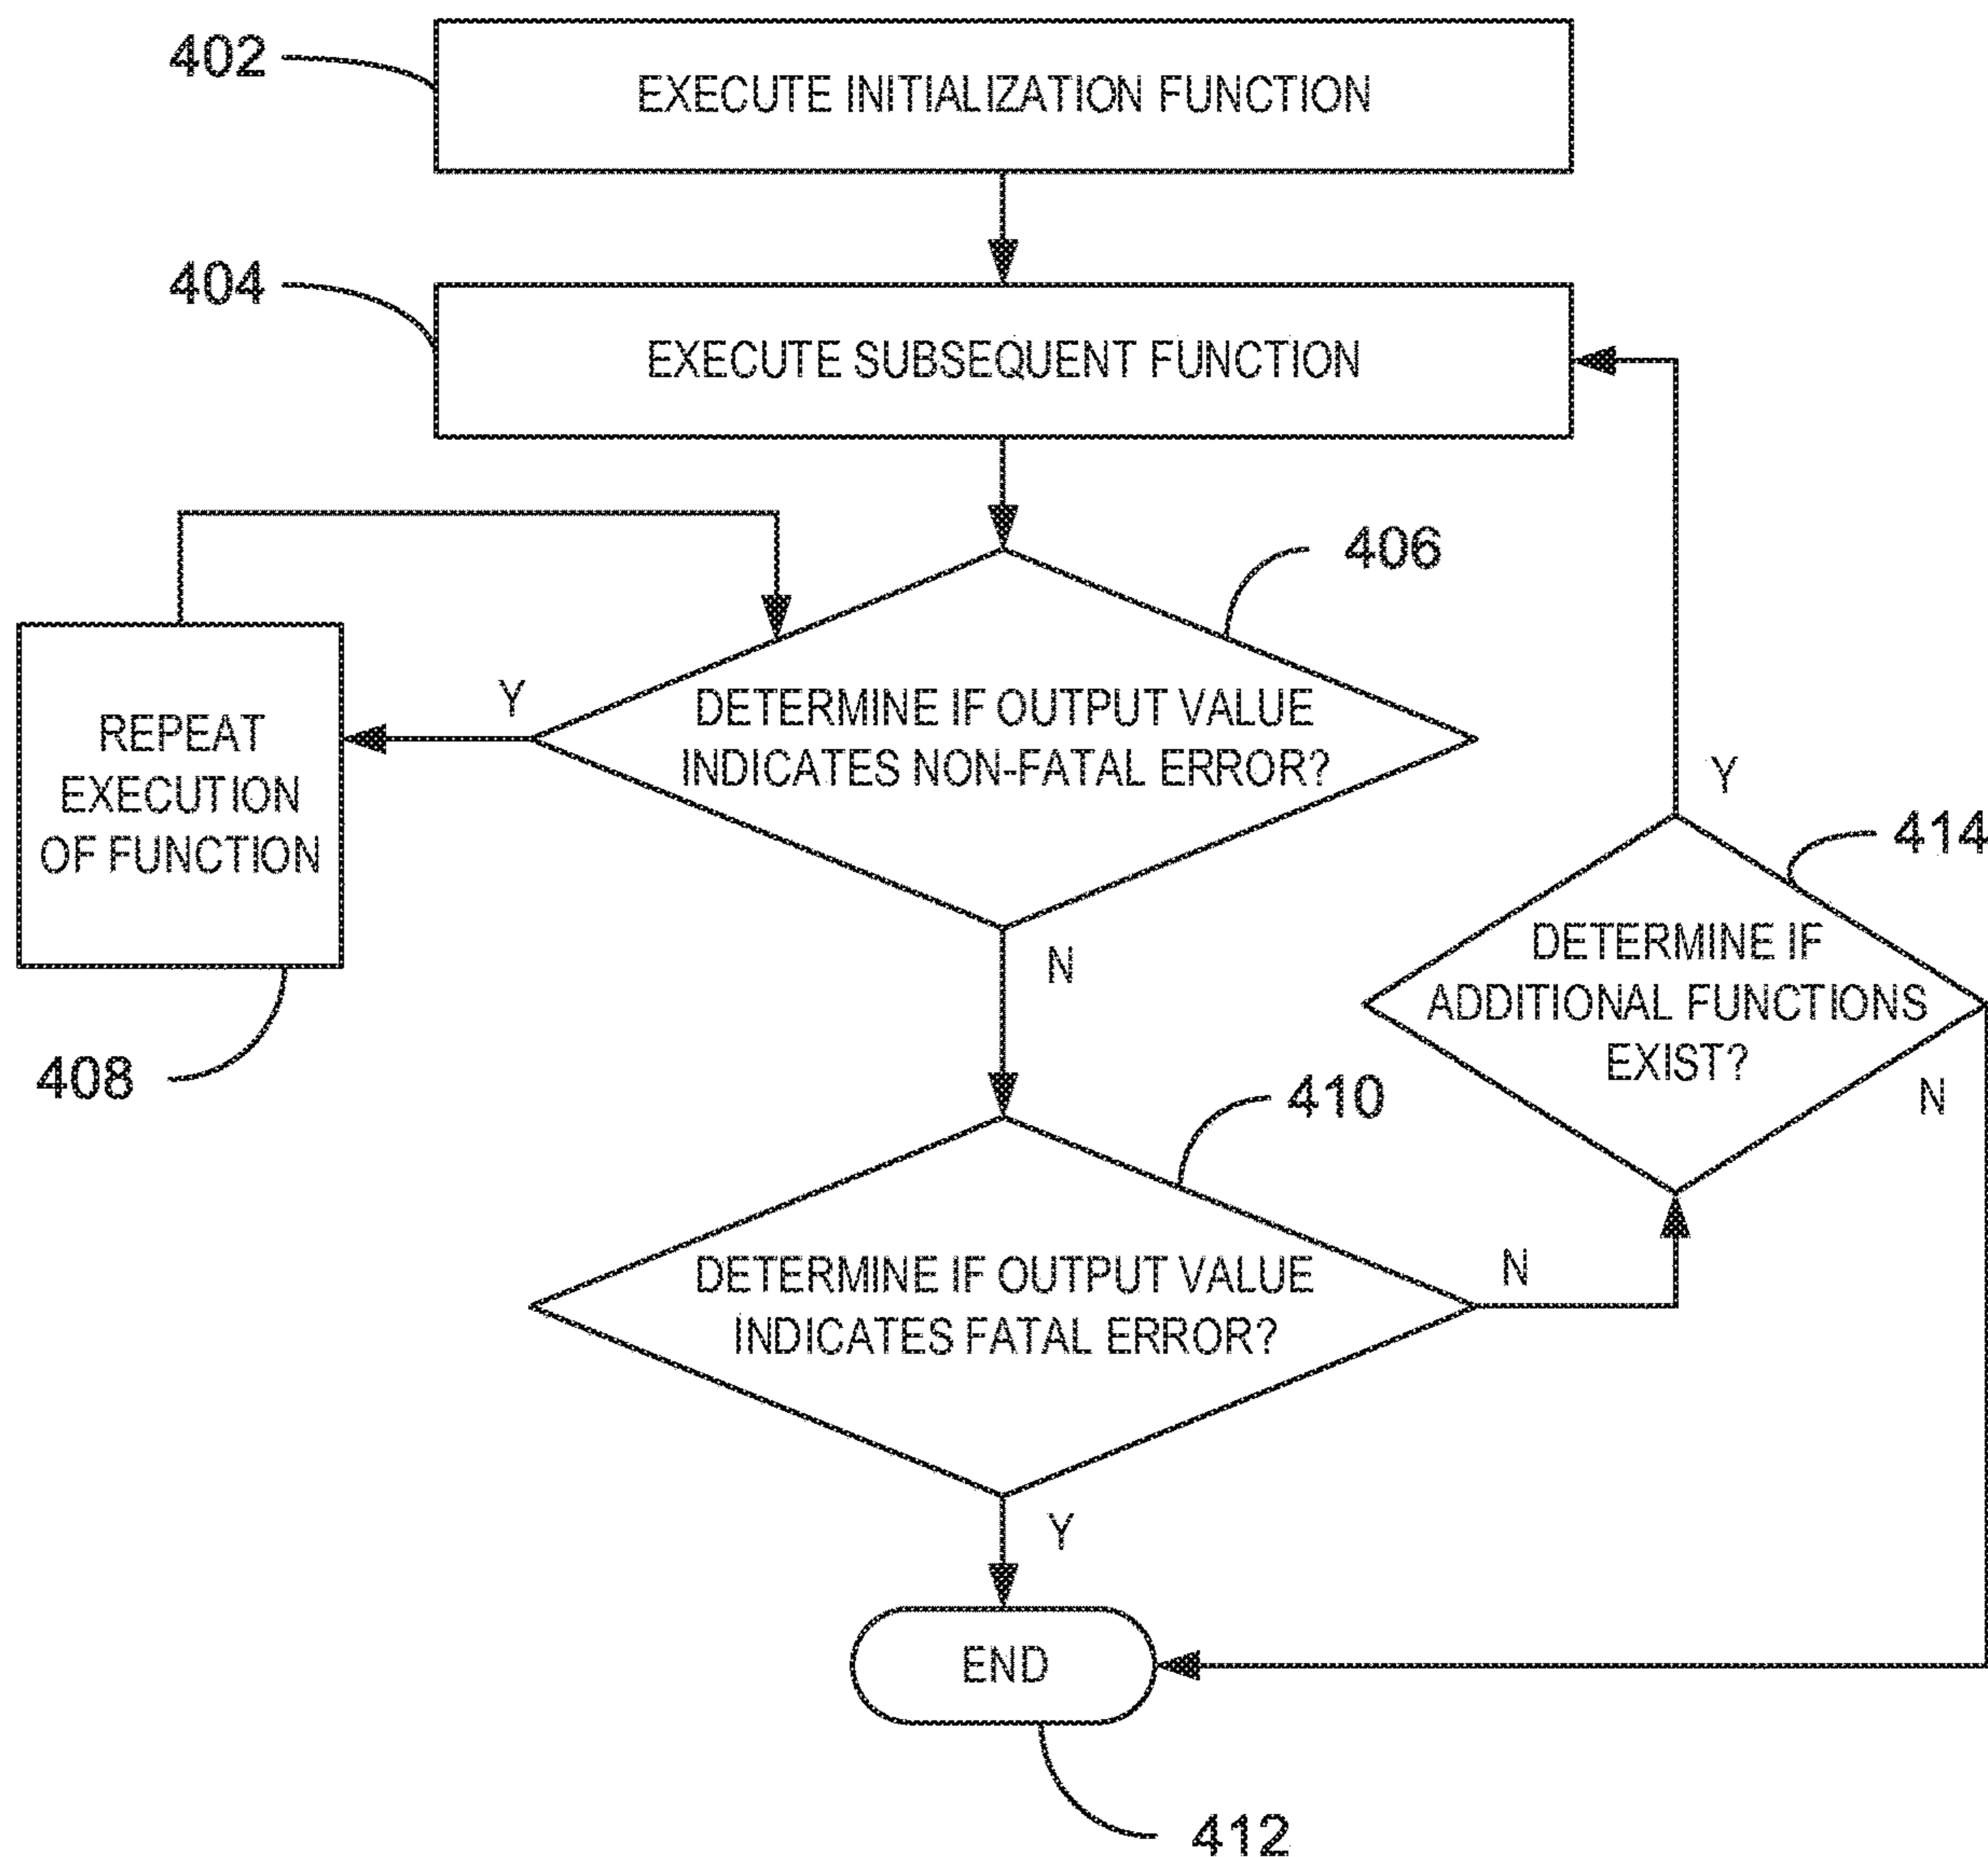 402
EXECUTE INITIALIZATION FUNCTION
404
EXECUTE SUBSEQUENT FUNCTION
406
Y
DETERMINE IF OUTPUT VALUE
INDICATES NON-FATAL ERROR?
REPEAT
EXECUTION
OF FUNCTION
408
N
Y
414
DETERMINE IF
ADDITIONAL FUNCTIONS
EXIST?
N
410
DETERMINE IF OUTPUT VALUE
INDICATES FATAL ERROR?
N
Y
END
412